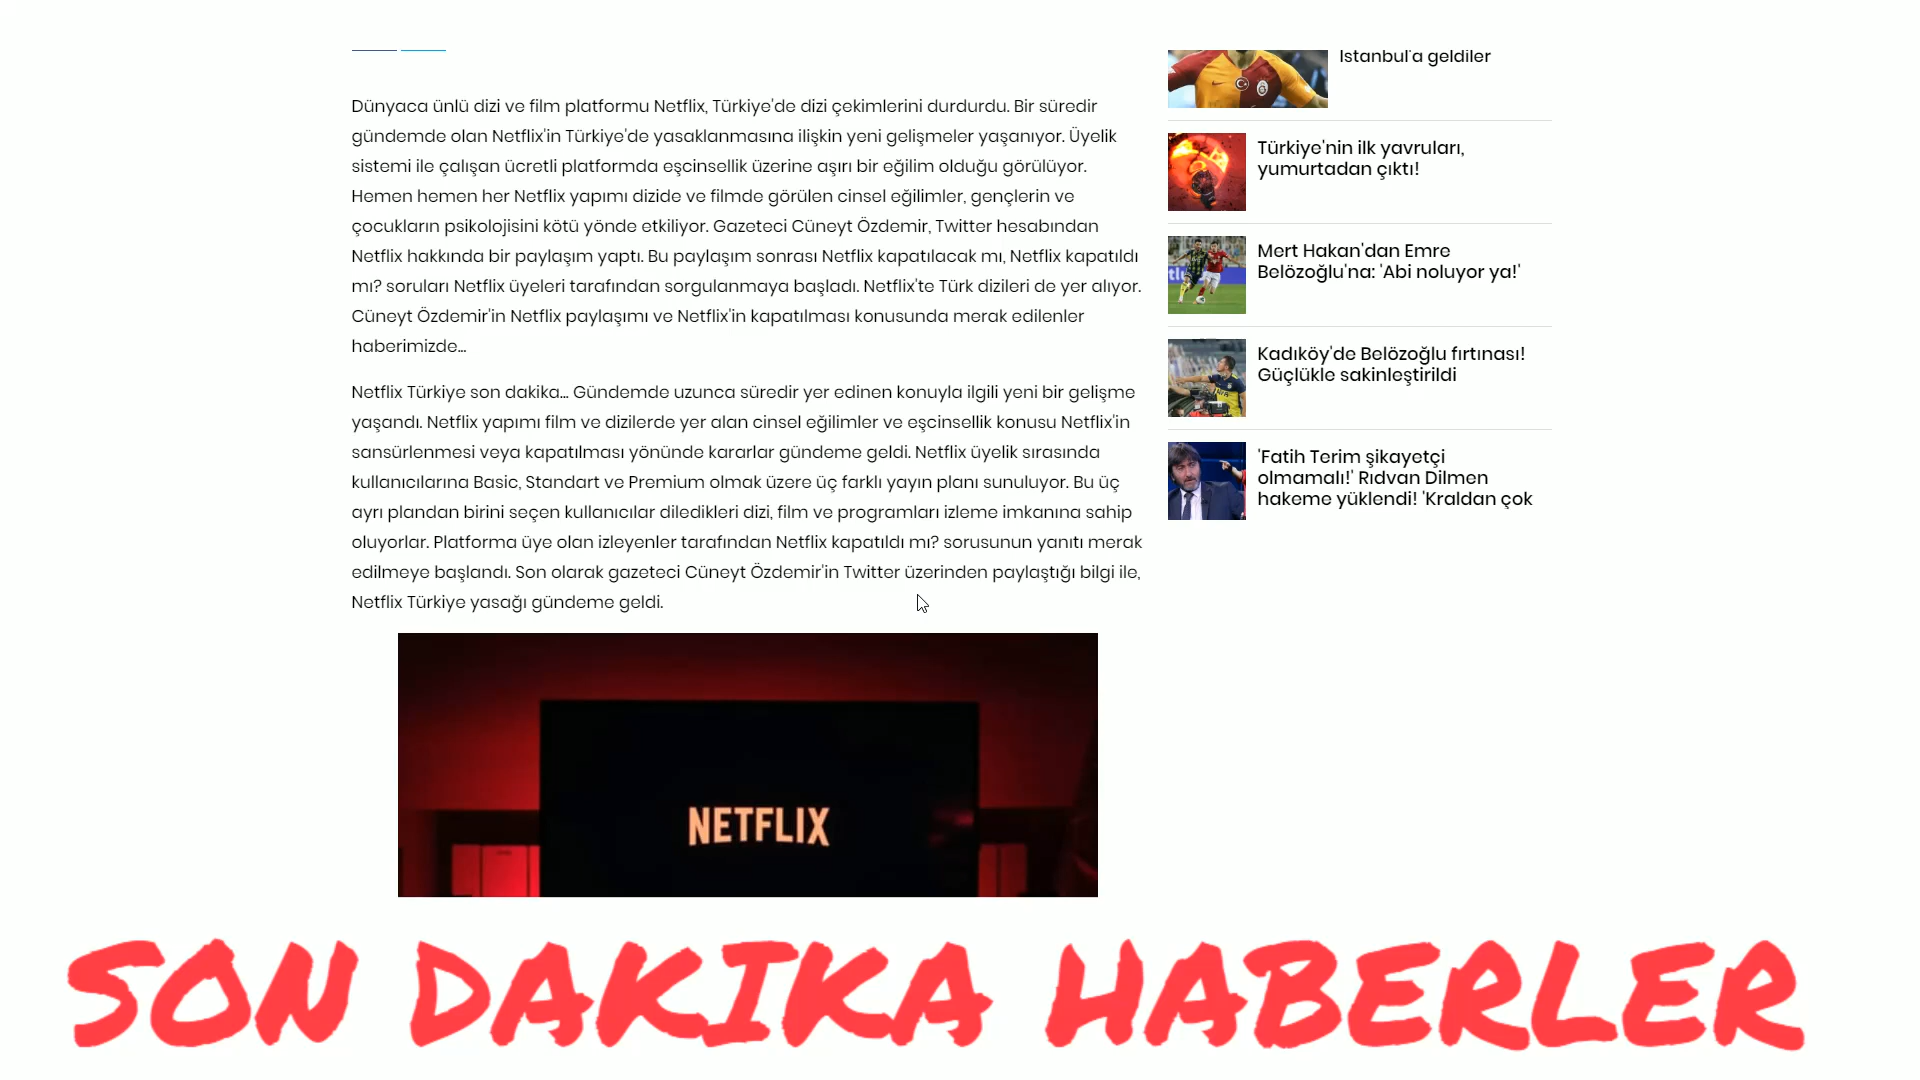 Dünyaca ünlü dizi ve film platformu Netflix, Türkiye'de dizi çekimlerini durdurdu. Bir süredir
gündemde olan Netflix'in Türkiye'de yasaklanmasına ilişkin yeni gelişmeler yaşanıyor. Üyelik
sistemi ile çalışan ücretli platformda eşcinsellik üzerine aşırı bir eğilim olduğu görülüyor.
Hemen hemen her Netflix yapımı dizide ve filmde görülen cinsel eğilimler, gençlerin ve
çocukların psikolojisini kötü yönde etkiliyor. Gazeteci Cüneyt Özdemir, Twitter hesabından
Netflix hakkında bir paylaşım yaptı. Bu paylaşım sonrası Netflix kapatılacak mı, Netflix kapatıldı
mı? soruları Netflix üyeleri tarafından sorgulanmaya başladı. Netflix'te Türk dizileri de yer alıyor.
Cüneyt Özdemir'in Netflix paylaşımı ve Netflix'in kapatılması konusunda merak edilenler
haberimizde...
Netflix Türkiye son dakika... Gündemde uzunca süredir yer edinen konuyla ilgili yeni bir gelişme
yaşandı. Netflix yapımı film ve dizilerde yer alan cinsel eğilimler ve eşcinsellik konusu Netflix'in
sansürlenmesi veya kapatılması yönünde kararlar gündeme geldi. Netflix üyelik sırasında
kullanıcılarına Basic, Standart ve Premium olmak üzere üç farklı yayın planı sunuluyor. Bu üç
ayrı plandan birini seçen kullanıcılar diledikleri dizi, film ve programları izleme imkanına sahip
oluyorlar. Platforma üye olan izleyenler tarafından Netflix kapatıldı mı? sorusunun yanıtı merak
edilmeye başlandı. Son olarak gazeteci Cüneyt Özdemir'in Twitter üzerinden paylaştığı bilgi ile,
Netflix Türkiye yasağı gündeme geldi.
NETFLIX
İstanbul'a geldiler
Türkiye'nin ilk yavruları,
yumurtadan çıktı!
Mert Hakan'dan Emre
Belözoğlu'na: 'Abi noluyor ya!'
Kadıköy'de Belözoğlu fırtınası!
Güçlükle sakinleştirildi
'Fatih Terim şikayetçi
olmamalı!' Rıdvan Dilmen
hakeme yüklendi! 'Kraldan çok
SON DAKIKA HABERLER